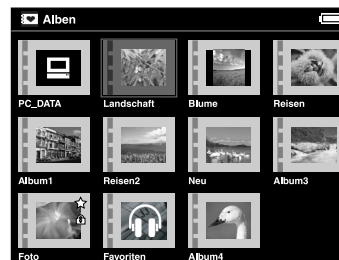 Alben
PC_DATA Landschaft Blume Reisen
Album1 Reisen2 Neu Album3
Foto Favoriten Album4